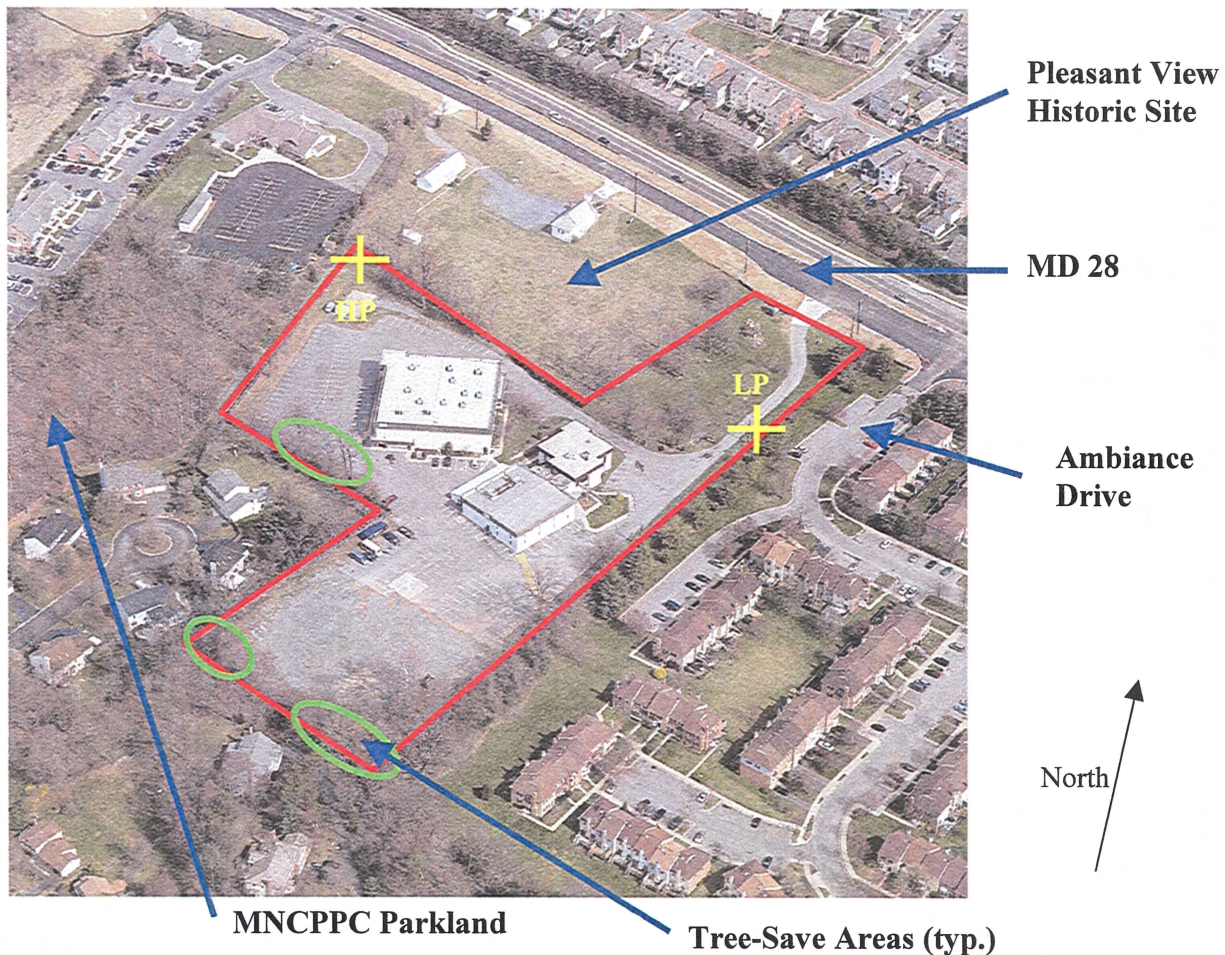 Pleasant View
Historic Site
MD 28
HP
LP
Ambiance
Drive
North
MNCPPC Parkland
Tree-Save Areas (typ.)